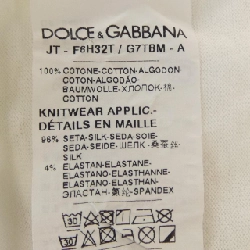 DOLCE & GABBANA
JT - F6H32T / G7TBM - A
100% COTONE-COTTON-ALGODON
COTON-ALGODÃO
BAUMWOLLE-ХЛОПОК-棉
COTTON
KNITWEAR APPLIC.-
DÉTAILS EN MAILLE
96% SETA-SILK-SEDA-SOIE
SEDA-SEIDE-ШЕЛК-桑蚕丝
SILK
4% ELASTAN-ELASTANE-
ELASTANO-ELASTHANNE-
ELASTANO-ELASTHAN-
ЭЛАСТАН-氨纶-SPANDEX
30
30